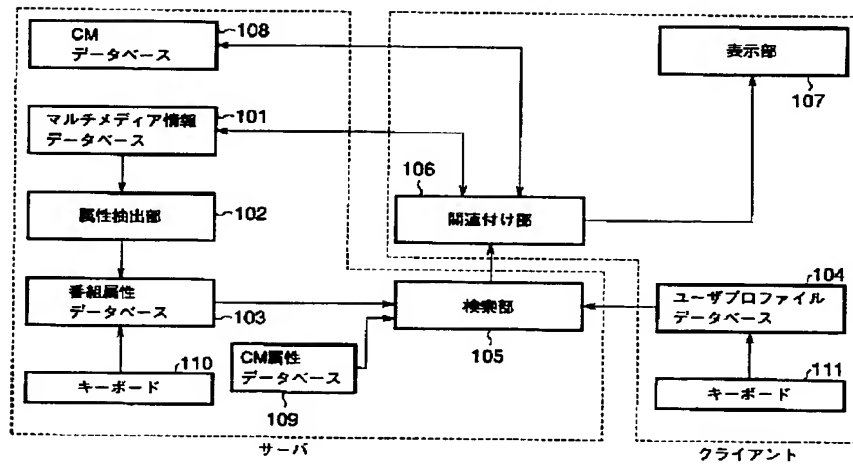 CM
データベース
108
表示部
107
マルチメディア情報
データベース
101
106
関連付け部
属性抽出部
102
番組属性
データベース
103
検索部
105
104
ユーザプロファイル
データベース
110
キーボード
CM属性
データベース
109
111
キーボード
サーバ
クライアント